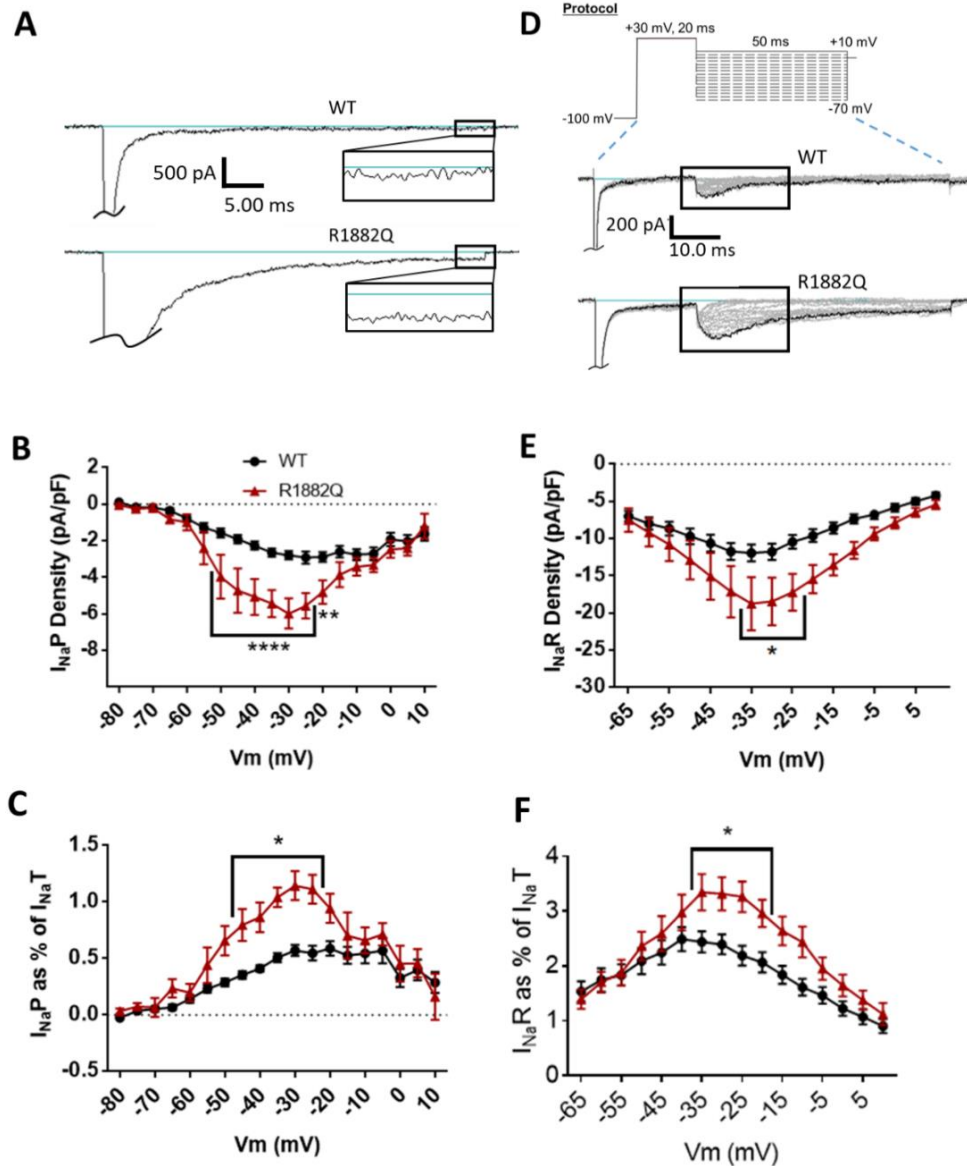 A
WT
500 pA
5.00 ms
R1882Q
D
Protocol
+30 mV, 20 ms
50 ms
+10 mV
-100 mV
-70 mV
WT
200 pA
10.0 ms
R1882Q
B
WT
R1882Q
INaP Density (pA/pF)
2
0
-2
-4
-6
-8
****
**
-80
-70
-60
-50
-40
-30
-20
-10
0
10
Vm (mV)
E
INaR Density (pA/pF)
0
-5
-10
-15
-20
-25
-30
*
-65
-55
-45
-35
-25
-15
-5
5
Vm (mV)
C
INaP as % of INaT
1.5
1.0
0.5
0.0
-0.5
*
-80
-70
-60
-50
-40
-30
-20
-10
0
10
Vm (mV)
F
INaR as % of INaT
4
3
2
1
0
*
-65
-55
-45
-35
-25
-15
-5
5
Vm (mV)